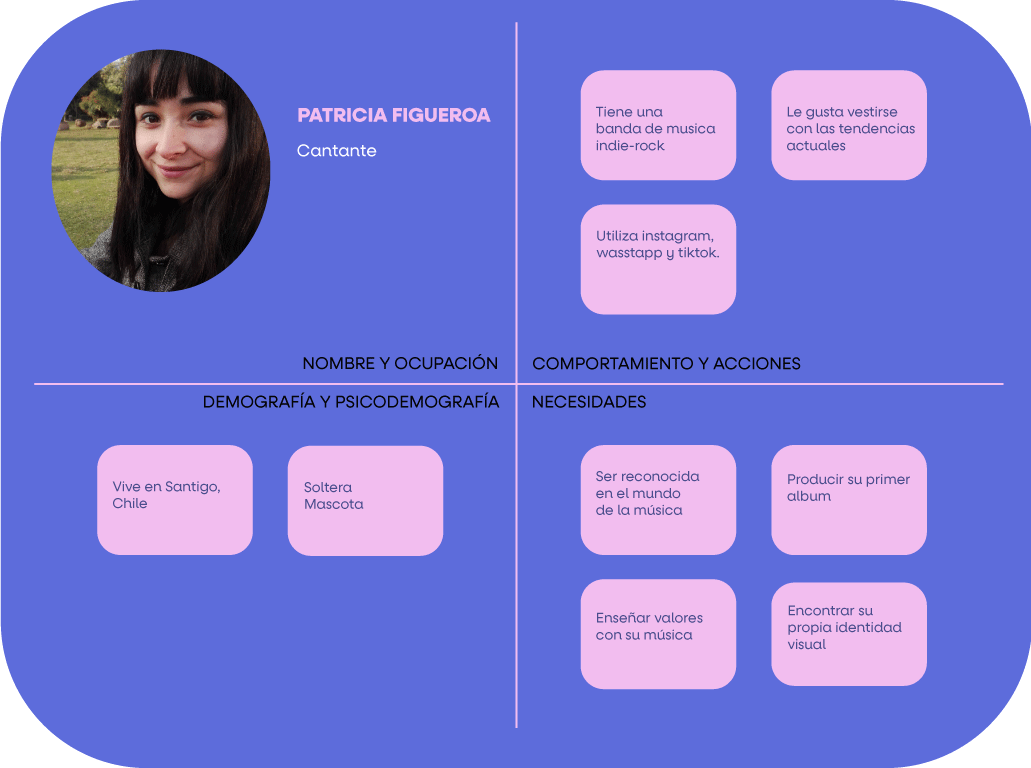 PATRICIA FIGUEROA
Cantante
NOMBRE Y OCUPACIÓN
Tiene una
banda de musica
indie-rock
Le gusta vestirse
con las tendencias
actuales
Utiliza instagram,
wasstapp y tiktok.
COMPORTAMIENTO Y ACCIONES
DEMOGRAFÍA Y PSICODEMOGRAFÍA
Vive en Santigo,
Chile
Soltera
Mascota
NECESIDADES
Ser reconocida
en el mundo
de la música
Producir su primer
album
Enseñar valores
con su música
Encontrar su
propia identidad
visual